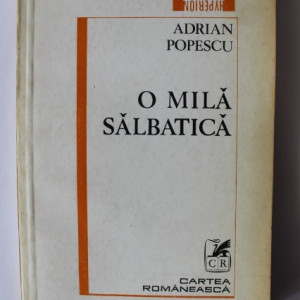 HYPERION
ADRIAN
POPESCU
O MILĂ
SĂLBATICĂ
CR
CARTEA
ROMÂNEASCĂ